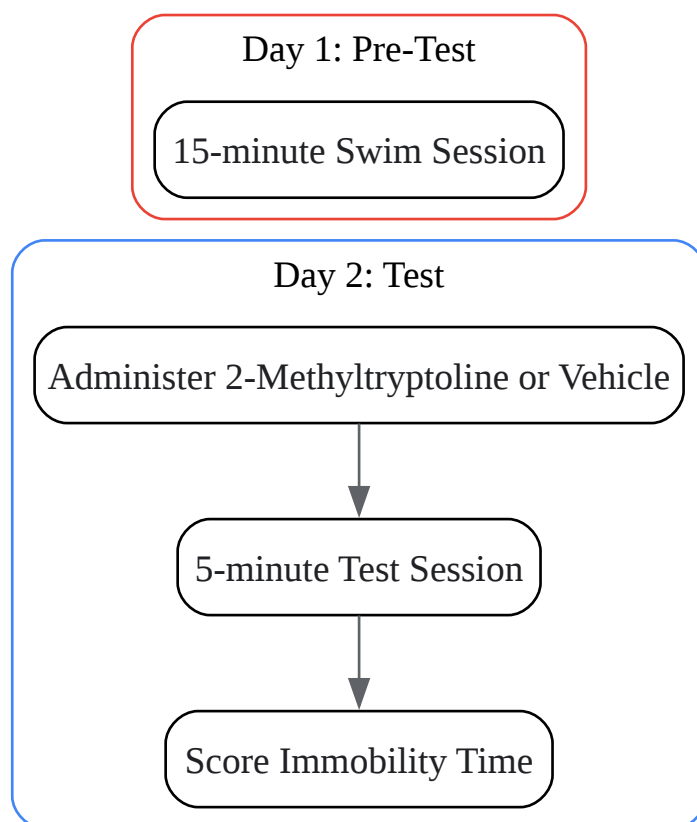 Day 1: Pre-Test
15-minute Swim Session
Day 2: Test
Administer 2-Methyltryptoline or Vehicle
5-minute Test Session
Score Immobility Time